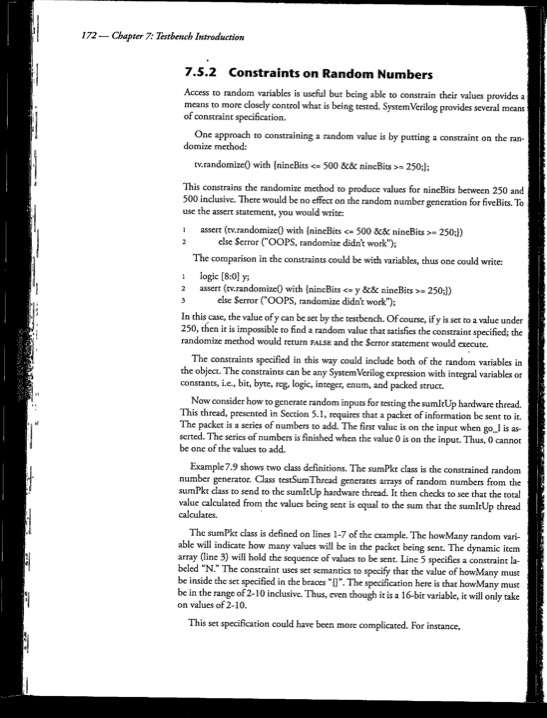 172 — Chapter 7: Testbench Introduction
7.5.2 Constraints on Random Numbers
Access to random variables is useful but being able to constrain their values provides a
means to more closely control what is being tested. SystemVerilog provides several means
of constraint specification.
One approach to constraining a random value is by putting a constraint on the ran-
domize method:
tv.randomize() with {nineBits <= 500 && nineBits >= 250;};
This constrains the randomize method to produce values for nineBits between 250 and
500 inclusive. There would be no effect on the random number generation for fiveBits. To
use the assert statement, you would write:
1 assert (tv.randomize() with {nineBits <= 500 && nineBits >= 250;})
2 else $error ("OOPS, randomize didn't work");
The comparison in the constraints could be with variables, thus one could write:
1 logic [8:0] y;
2 assert (tv.randomize() with {nineBits <= y && nineBits >= 250;})
3 else $error ("OOPS, randomize didn't work");
In this case, the value of y can be set by the testbench. Of course, if y is set to a value under
250, then it is impossible to find a random value that satisfies the constraint specified; the
randomize method would return FALSE and the $error statement would execute.
The constraints specified in this way could include both of the random variables in
the object. The constraints can be any SystemVerilog expression with integral variables or
constants, i.e., bit, byte, reg, logic, integer, enum, and packed struct.
Now consider how to generate random inputs for testing the sumItUp hardware thread.
This thread, presented in Section 5.1, requires that a packet of information be sent to it.
The packet is a series of numbers to add. The first value is on the input when go_l is as-
serted. The series of numbers is finished when the value 0 is on the input. Thus, 0 cannot
be one of the values to add.
Example 7.9 shows two class definitions. The sumPkt class is the constrained random
number generator. Class testSumThread generates arrays of random numbers from the
sumPkt class to send to the sumItUp hardware thread. It then checks to see that the total
value calculated from the values being sent is equal to the sum that the sumItUp thread
calculates.
The sumPkt class is defined on lines 1-7 of the example. The howMany random vari-
able will indicate how many values will be in the packet being sent. The dynamic item
array (line 3) will hold the sequence of values to be sent. Line 5 specifies a constraint la-
beled "N." The constraint uses set semantics to specify that the value of howMany must
be inside the set specified in the braces "{}". The specification here is that howMany must
be in the range of 2-10 inclusive. Thus, even though it is a 16-bit variable, it will only take
on values of 2-10.
This set specification could have been more complicated. For instance,